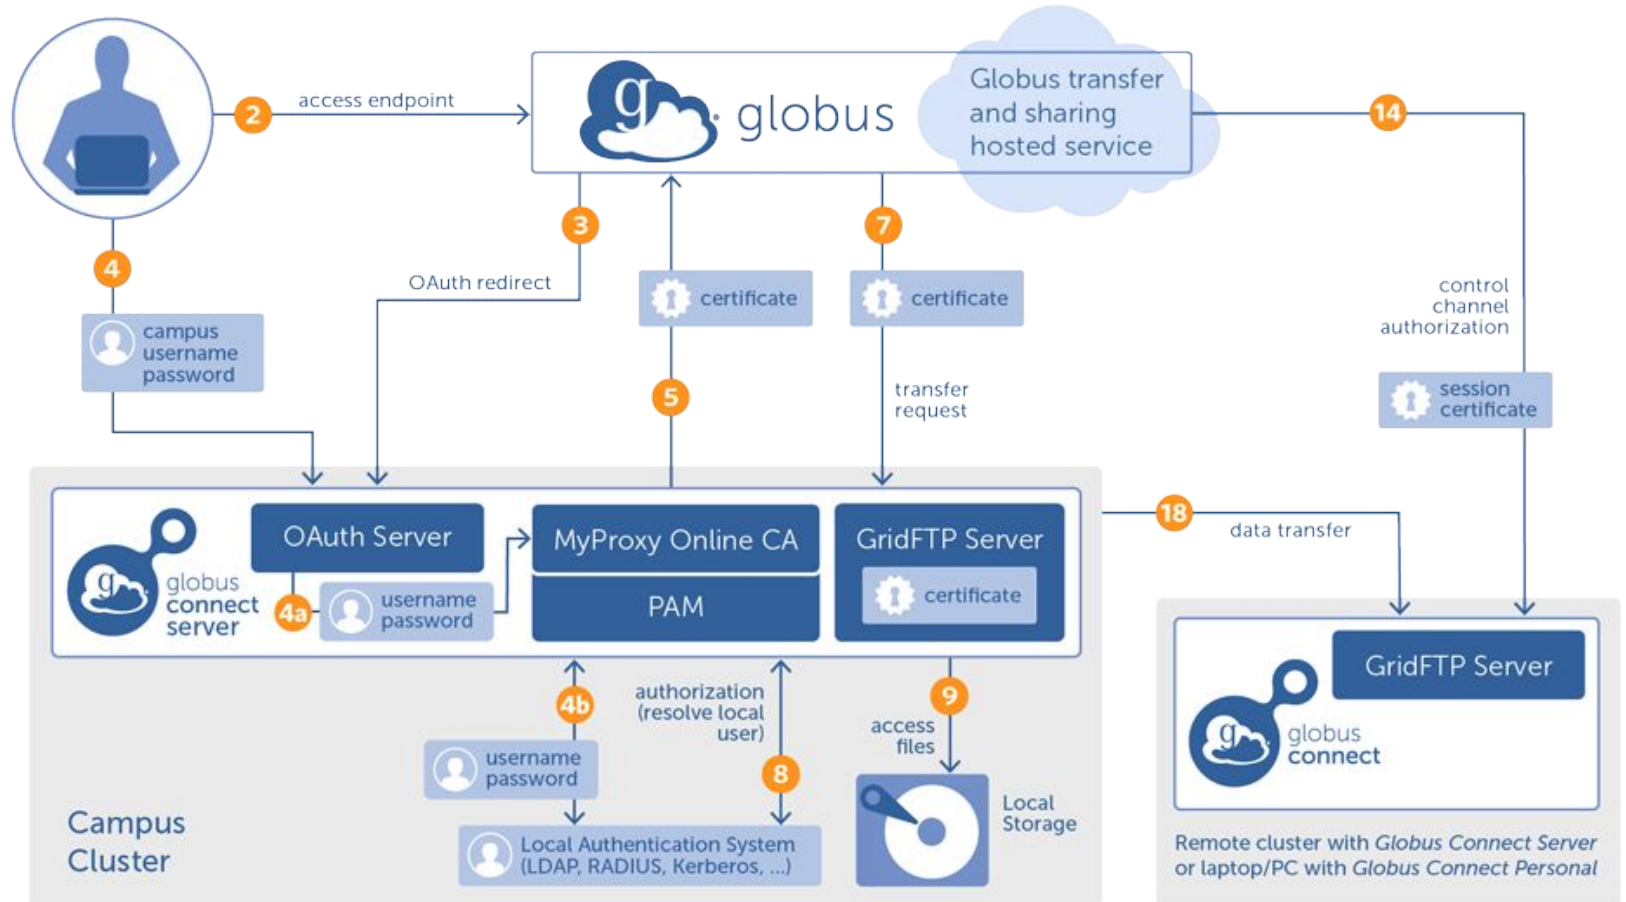 2
access endpoint
g
globus
Globus transfer
and sharing
hosted service
14
3
7
4
OAuth redirect
certificate
certificate
control
channel
authorization
campus
username
password
5
transfer
request
session
certificate
OAuth Server
MyProxy Online CA
GridFTP Server
18
data transfer
g
globus
connect
server
4a
username
password
PAM
certificate
4b
authorization
(resolve local
user)
9
access
files
GridFTP Server
username
password
8
g
globus
connect
Campus
Cluster
Local Authentication System
(LDAP, RADIUS, Kerberos, ...)
Local
Storage
Remote cluster with Globus Connect Server
or laptop/PC with Globus Connect Personal